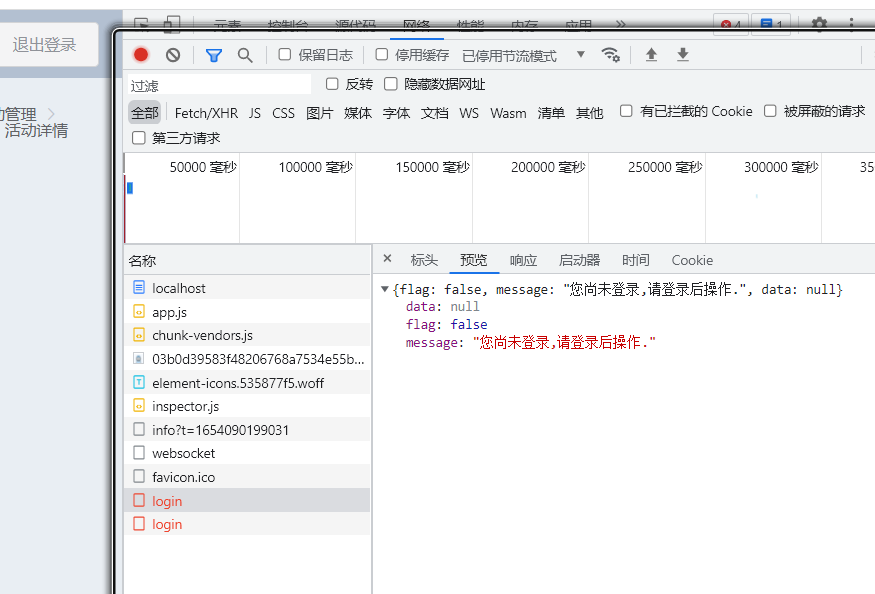 元素 控制台 源代码 网络 性能 内存 应用 » 4 1
退出登录
保留日志 停用缓存 已停用节流模式
过滤 反转 隐藏数据网址
全部 Fetch/XHR JS CSS 图片 媒体 字体 文档 WS Wasm 清单 其他 有已拦截的 Cookie 被屏蔽的请求
动管理
活动详情
第三方请求
50000 毫秒 100000 毫秒 150000 毫秒 200000 毫秒 250000 毫秒 300000 毫秒 35
名称
× 标头 预览 响应 启动器 时间 Cookie
localhost
app.js
chunk-vendors.js
03b0d39583f48206768a7534e55b...
element-icons.535877f5.woff
inspector.js
info?t=1654090199031
websocket
favicon.ico
login
login
{flag: false, message: "您尚未登录,请登录后操作.", data: null}
data: null
flag: false
message: "您尚未登录,请登录后操作."